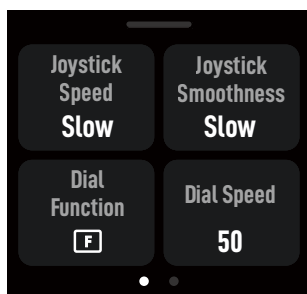 Joystick
Speed
Slow
Joystick
Smoothness
Slow
Dial
Function
F
Dial Speed
50